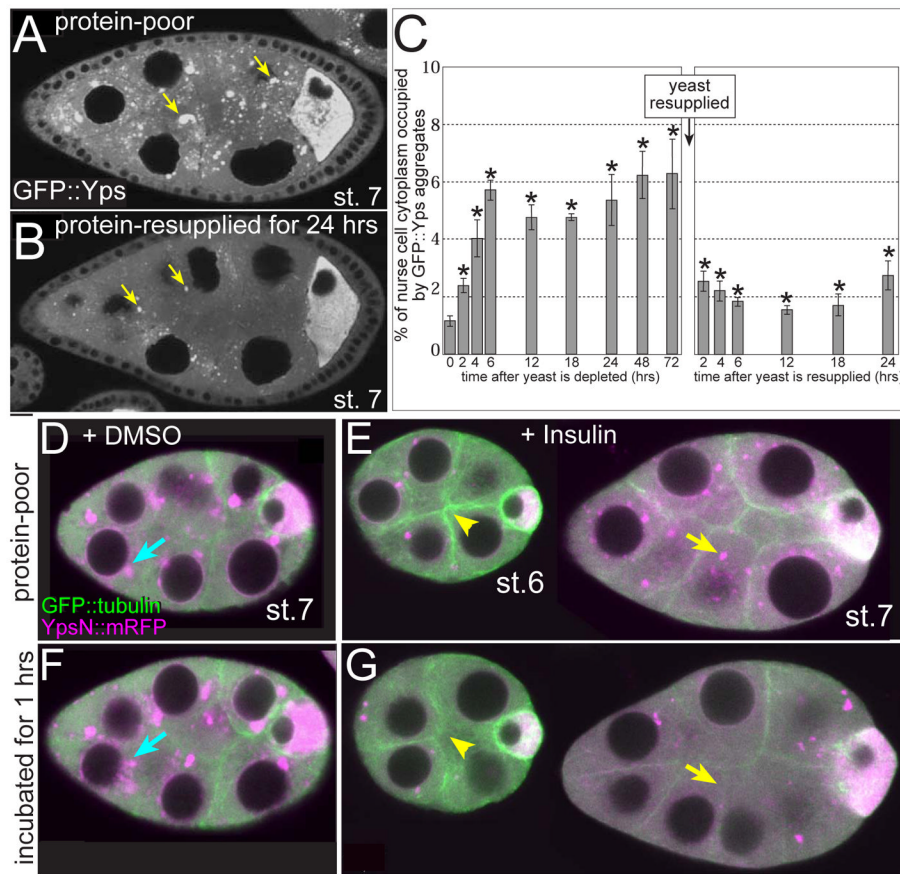 A protein-poor
GFP::Yps
st. 7
B protein-resupplied for 24 hrs
st. 7
C
% of nurse cell cytoplasm occupied
by GFP::Yps aggregates
10
8
6
4
2
0
yeast
resupplied
* * * * * * * *
0 2 4 6 12 18 24 48 72
time after yeast is depleted (hrs)
* * * * * *
2 4 6 12 18 24
time after yeast is resupplied (hrs)
protein-poor
D + DMSO
GFP::tubulin
YpsN::mRFP
st.7
E + Insulin
st.6
st.7
incubated for 1 hrs
F
G